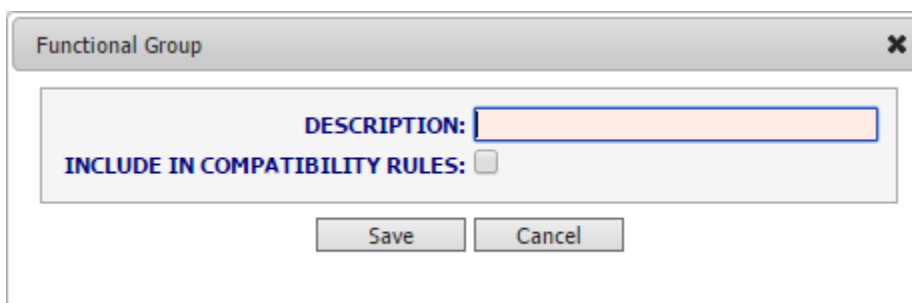 Functional Group
DESCRIPTION:
INCLUDE IN COMPATIBILITY RULES:
Save Cancel